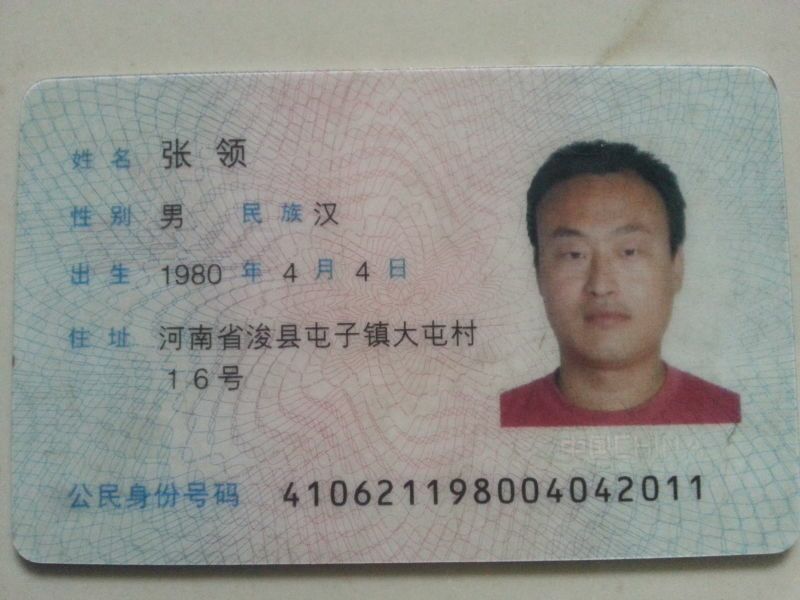 姓名 张领
性别 男 民族 汉
出生 1980 年 4 月 4 日
住址 河南省浚县屯子镇大屯村
16号
公民身份号码 410621198004042011